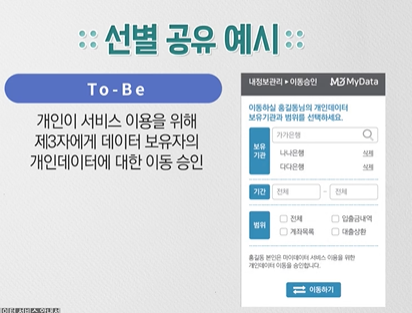 선별 공유 예시
To-Be
개인이 서비스 이용을 위해
제3자에게 데이터 보유자의
개인데이터에 대한 이동 승인
내정보관리 ▸ 이동승인 MyData
이동하실 홍길동님의 개인데이터
보유기관과 범위를 선택하세요.
보유
기관
가가은행
나나은행 삭제
다다은행 삭제
기간 전체 - 전체
범위
전체 입출금내역
계좌목록 대출상환
홍길동 본인은 마이데이터 서비스 이용을 위한
개인데이터 이동을 승인합니다.
이동하기